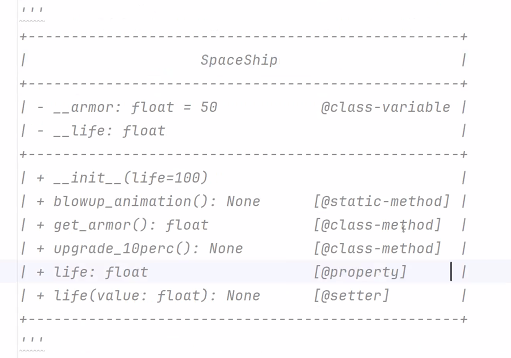 '''
+--------------------------------------------------+
|                    SpaceShip                     |
+--------------------------------------------------+
| - __armor: float = 50            @class-variable |
| - __life: float                                  |
+--------------------------------------------------+
| + __init__(life=100)                             |
| + blowup_animation(): None      [@static-method] |
| + get_armor(): float            [@class-method]  |
| + upgrade_10perc(): None        [@class-method]  |
| + life: float                   [@property]      |
| + life(value: float): None      [@setter]        |
+--------------------------------------------------+
'''